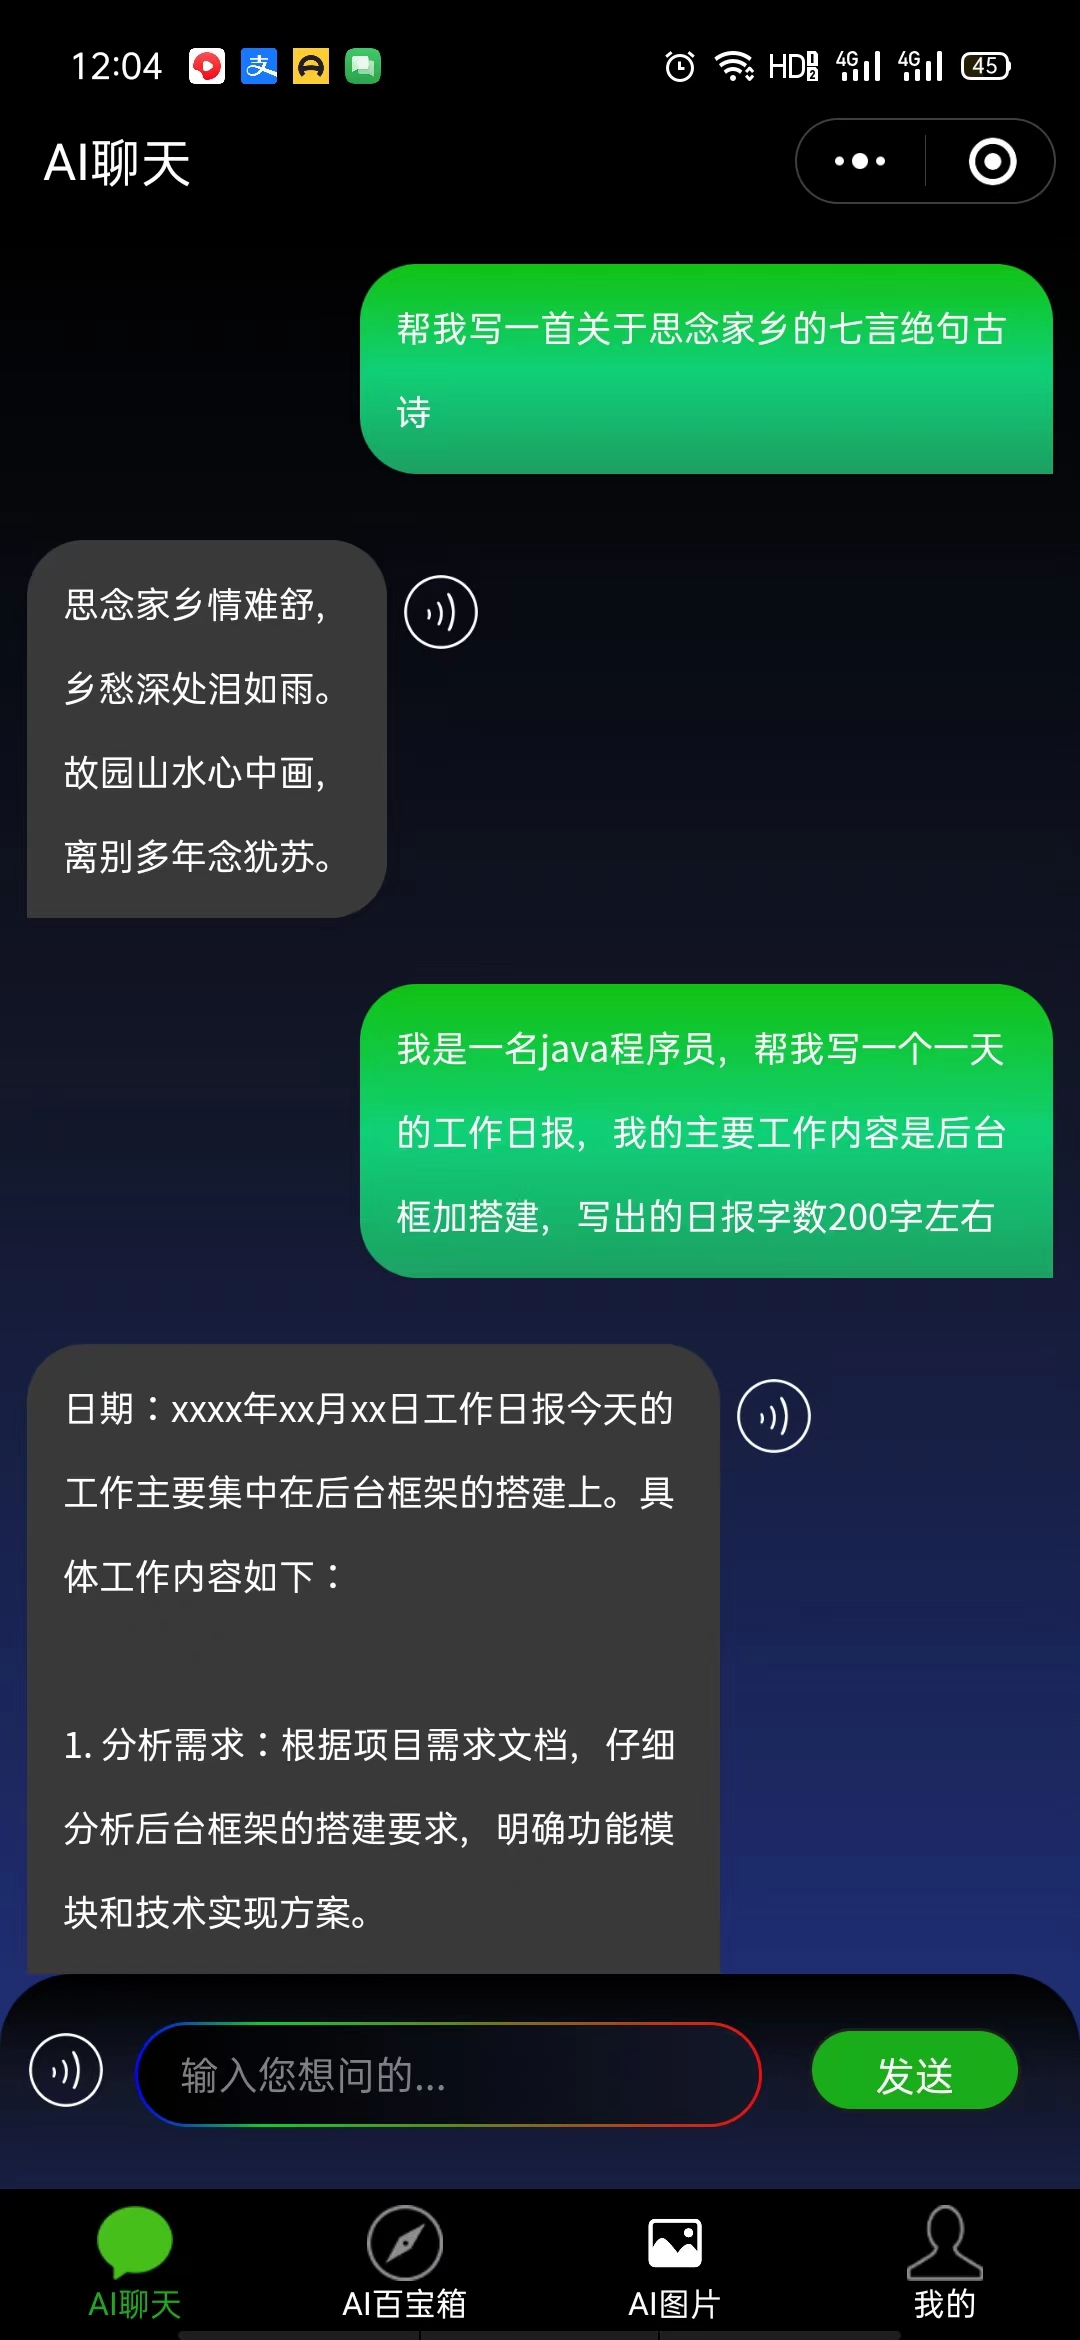 12:04
HD 1 2 4G 4G 45
AI聊天
帮我写一首关于思念家乡的七言绝句古
诗
思念家乡情难舒，
乡愁深处泪如雨。
故园山水心中画，
离别多年念犹苏。
我是一名java程序员，帮我写一个一天
的工作日报，我的主要工作内容是后台
框加搭建，写出的日报字数200字左右
日期：xxxx年xx月xx日工作日报今天的
工作主要集中在后台框架的搭建上。具
体工作内容如下：
1. 分析需求：根据项目需求文档，仔细
分析后台框架的搭建要求，明确功能模
块和技术实现方案。
输入您想问的...
发送
AI聊天 AI百宝箱 AI图片 我的